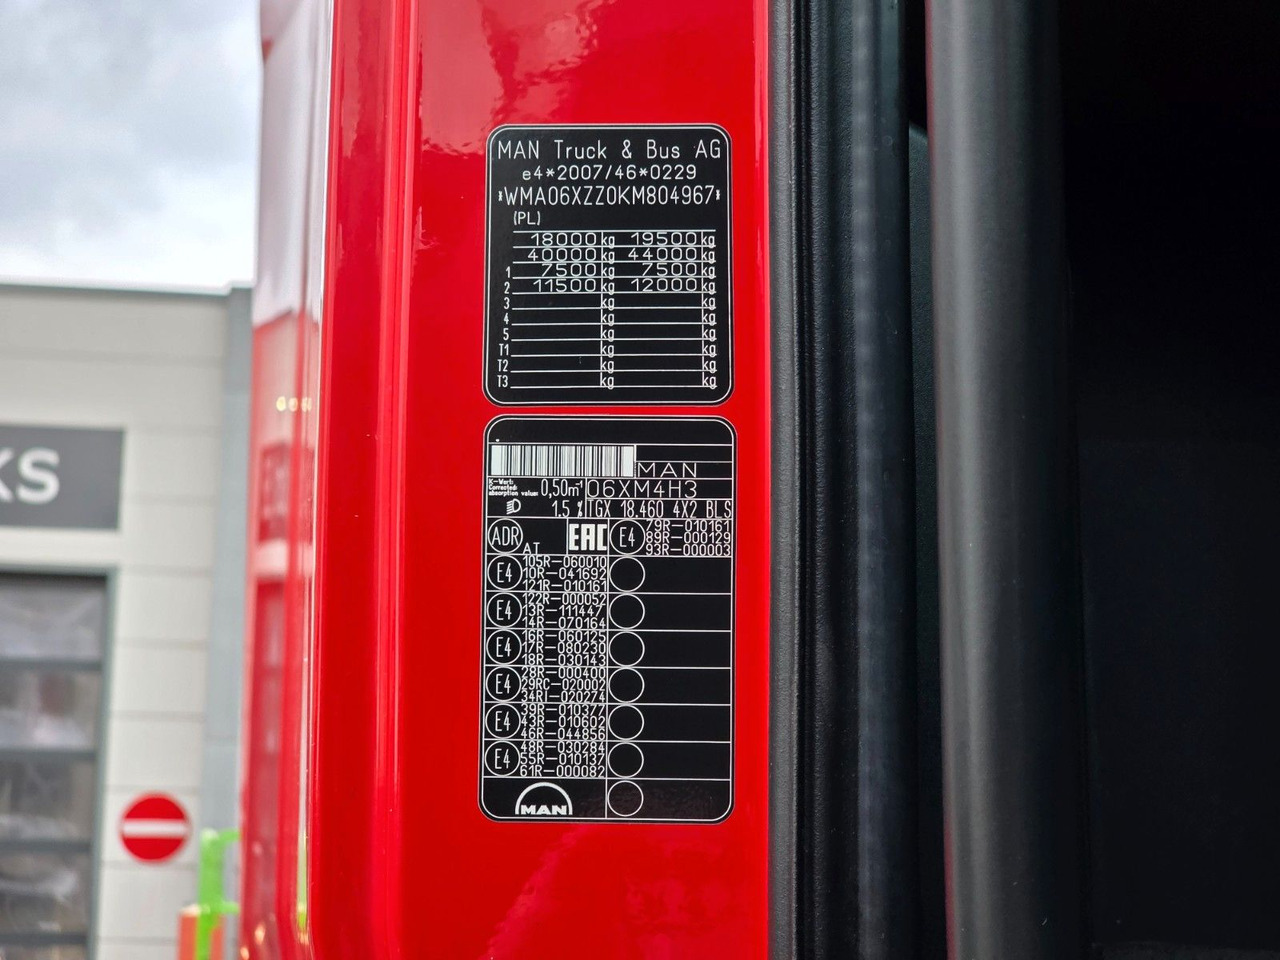 MAN Truck & Bus AG
e4*2007/46*0229
*WMA06XZZ0KM804967*
(PL)
18000 kg 19500 kg
40000 kg 44000 kg
1 7500 kg 7500 kg
2 11500 kg 12000 kg
3 kg kg
4 kg kg
5 kg kg
T1 kg kg
T2 kg kg
T3 kg kg
MAN
K-Wert:
Corrected
absorption value:
0,50m⁻¹
06XM4H3
1.5 %
TGX 18.460 4X2 BLS
ADR
AT
EAC
E4
79R-010161
89R-000129
93R-000003
E4
105R-060010
10R-041692
121R-010161
E4
122R-000052
13R-111447
14R-070164
E4
16R-060125
17R-080230
18R-030143
E4
28R-000400
29RC-020002
34RI-020274
E4
39R-010377
43R-010602
46R-044856
E4
48R-030284
55R-010137
61R-000082
MAN
KS